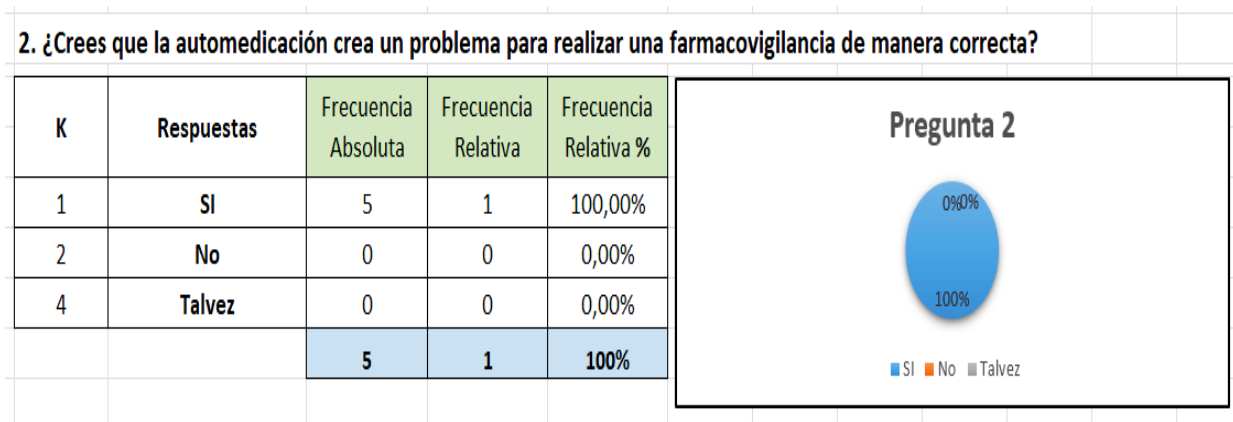 2. ¿Crees que la automedicación crea un problema para realizar una farmacovigilancia de manera correcta?
K Respuestas Frecuencia Absoluta Frecuencia Relativa Frecuencia Relativa %
1 SI 5 1 100,00%
2 No 0 0 0,00%
4 Talvez 0 0 0,00%
5 1 100%
Pregunta 2
0% 0%
100%
SI No Talvez